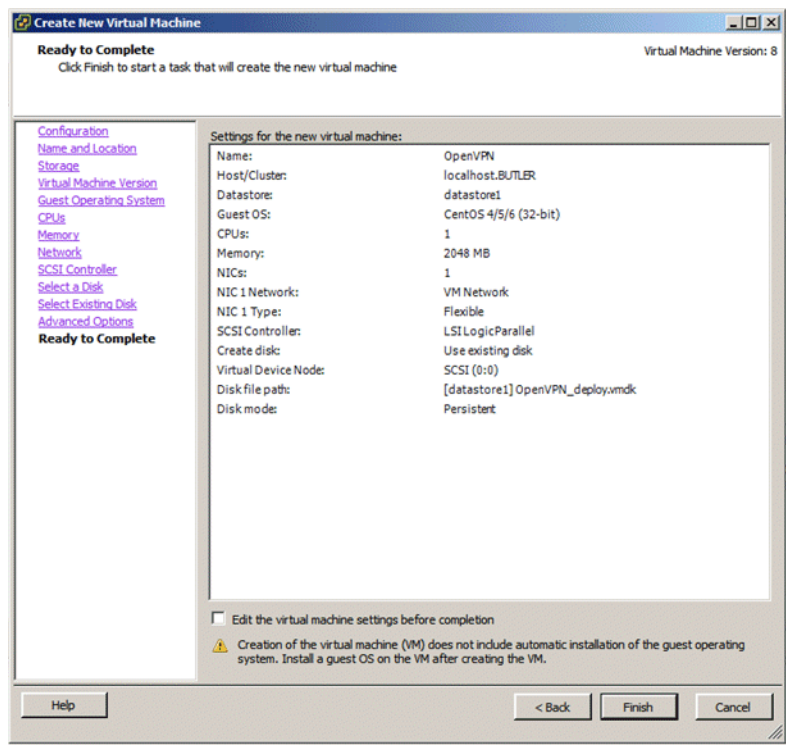 Create New Virtual Machine
Ready to Complete
Click Finish to start a task that will create the new virtual machine
Virtual Machine Version: 8
Configuration
Name and Location
Storage
Virtual Machine Version
Guest Operating System
CPUs
Memory
Network
SCSI Controller
Select a Disk
Select Existing Disk
Advanced Options
Ready to Complete
Settings for the new virtual machine:
Name: OpenVPN
Host/Cluster: localhost.BUTLER
Datastore: datastore1
Guest OS: CentOS 4/5/6 (32-bit)
CPUs: 1
Memory: 2048 MB
NICs: 1
NIC 1 Network: VM Network
NIC 1 Type: Flexible
SCSI Controller: LSI Logic Parallel
Create disk: Use existing disk
Virtual Device Node: SCSI (0:0)
Disk file path: [datastore1] OpenVPN_deploy.vmdk
Disk mode: Persistent
Edit the virtual machine settings before completion
Creation of the virtual machine (VM) does not include automatic installation of the guest operating
system. Install a guest OS on the VM after creating the VM.
Help
< Back
Finish
Cancel